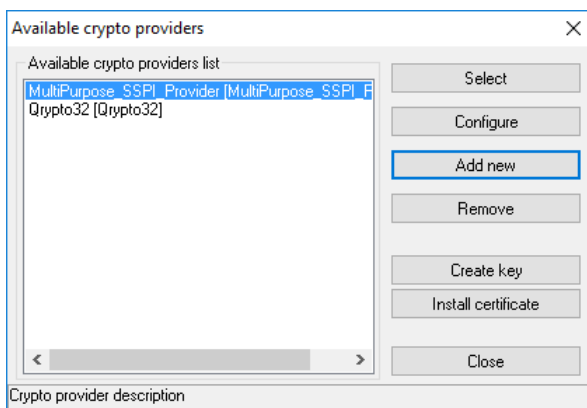 Available crypto providers
Available crypto providers list
MultiPurpose_SSPI_Provider [MultiPurpose_SSPI_F
Qrypto32 [Qrypto32]
Select
Configure
Add new
Remove
Create key
Install certificate
Close
Crypto provider description